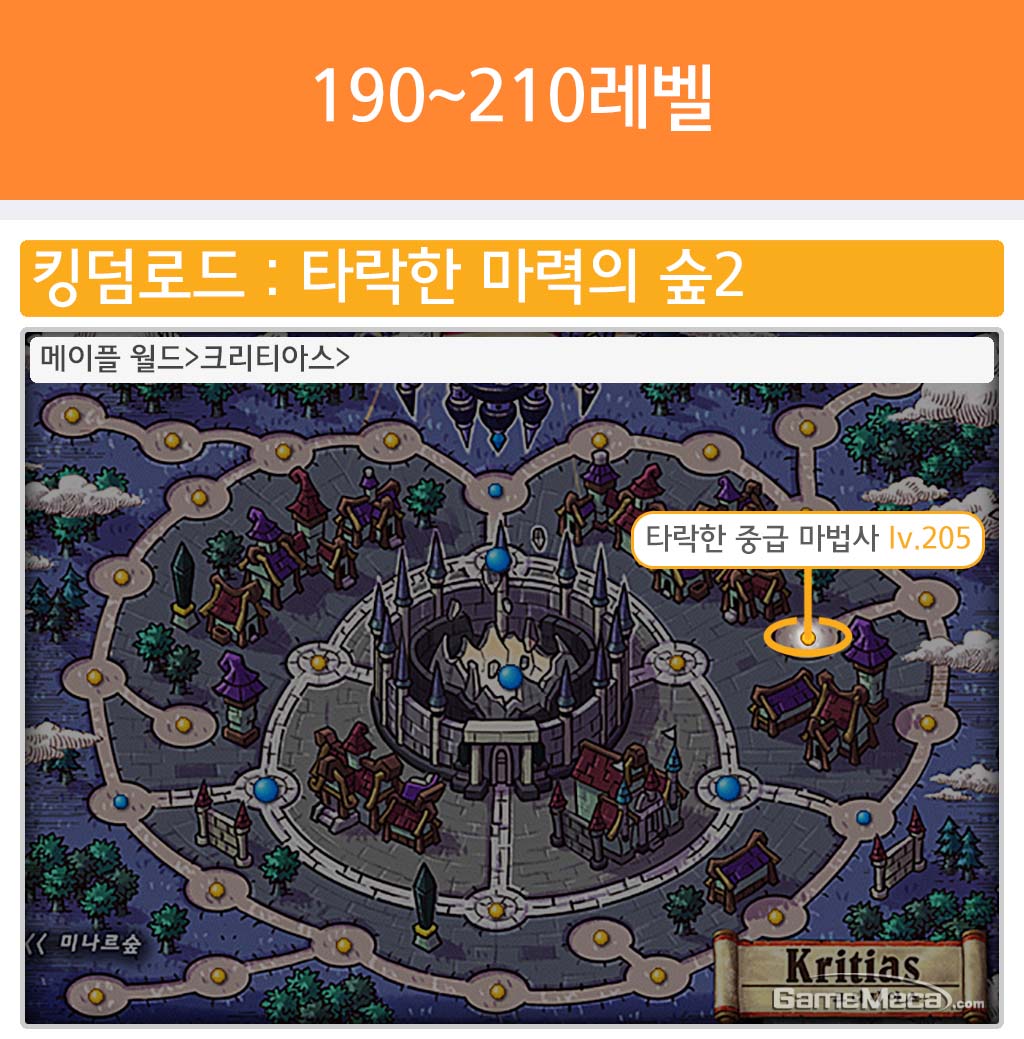 190~210레벨
킹덤로드 : 타락한 마력의 숲2
메이플 월드>크리티아스>
타락한 중급 마법사 lv.205
<< 미나르숲
Kritias
GameMeca.com